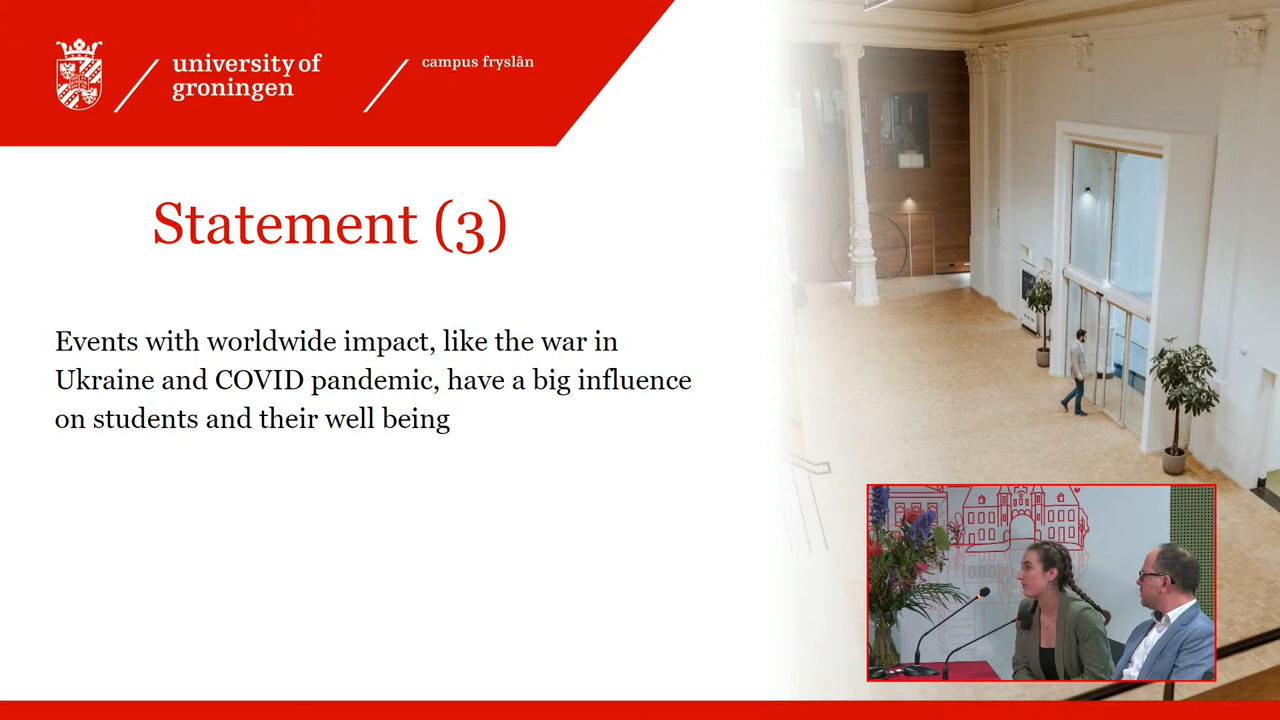 university of
groningen
campus fryslân
Statement (3)
Events with worldwide impact, like the war in
Ukraine and COVID pandemic, have a big influence
on students and their well being